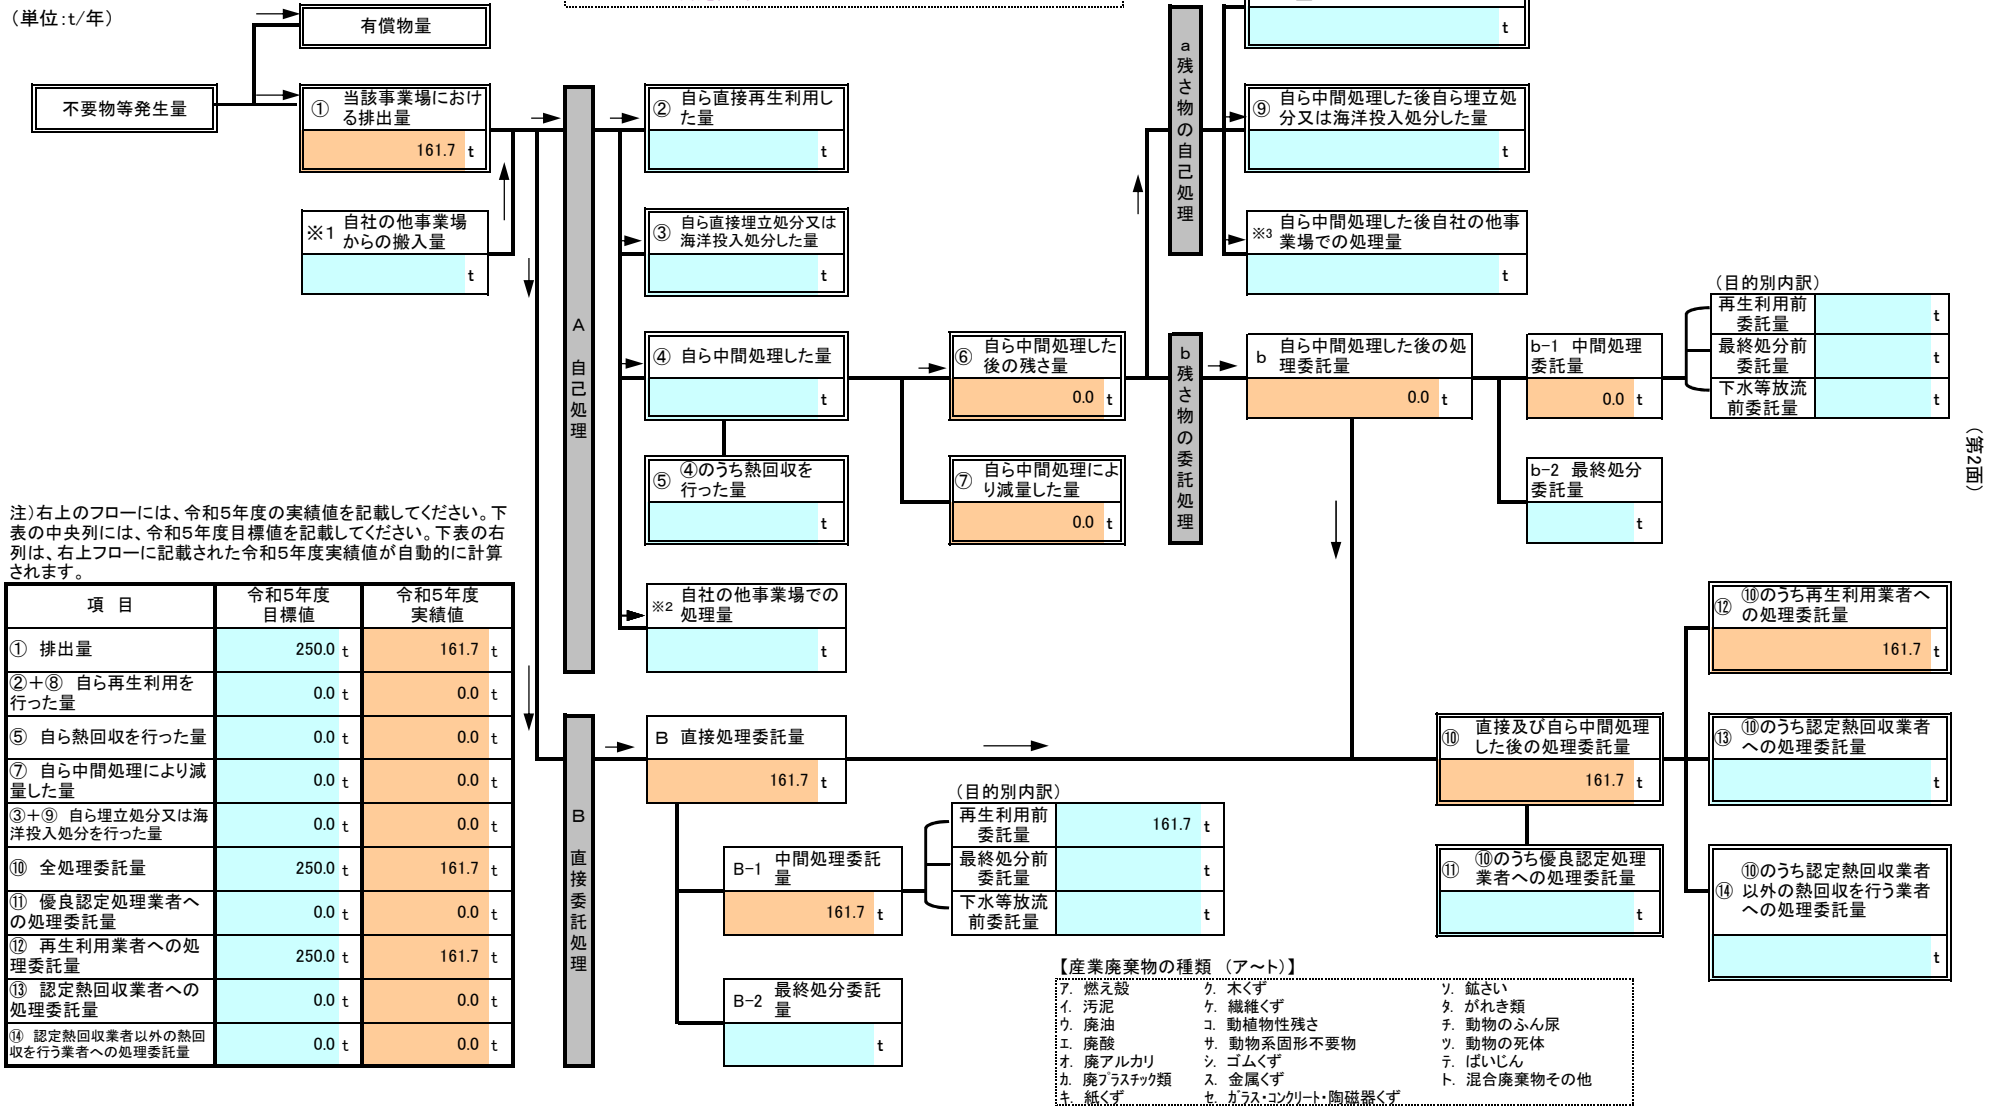 （単位：t/年）
有償物量
不要物等発生量
① 当該事業場におけ
る排出量
161.7 t
※1 自社の他事業場
からの搬入量
t
A 自己処理
② 自ら直接再生利用し
た量
t
③ 自ら直接埋立処分又は
海洋投入処分した量
t
④ 自ら中間処理した量
t
⑤ ④のうち熱回収を
行った量
t
※2 自社の他事業場での
処理量
t
⑥ 自ら中間処理した
後の残さ量
0.0 t
⑦ 自ら中間処理によ
り減量した量
0.0 t
a 残さ物の自己処理
t
⑨ 自ら中間処理した後自ら埋立処
分又は海洋投入処分した量
t
※3 自ら中間処理した後自社の他事
業場での処理量
t
b 残さ物の委託処理
b 自ら中間処理した後の処
理委託量
0.0 t
b-1 中間処理
委託量
0.0 t
b-2 最終処分
委託量
t
（目的別内訳）
再生利用前
委託量 t
最終処分前
委託量 t
下水等放流
前委託量 t
（第2面）
注）右上のフローには、令和5年度の実績値を記載してください。下
表の中央列には、令和5年度目標値を記載してください。下表の右
列は、右上フローに記載された令和5年度実績値が自動的に計算
されます。
項 目 令和5年度
目標値 令和5年度
実績値
① 排出量 250.0 t 161.7 t
②＋⑧ 自ら再生利用を
行った量 0.0 t 0.0 t
⑤ 自ら熱回収を行った量 0.0 t 0.0 t
⑦ 自ら中間処理により減
量した量 0.0 t 0.0 t
③＋⑨ 自ら埋立処分又は海
洋投入処分を行った量 0.0 t 0.0 t
⑩ 全処理委託量 250.0 t 161.7 t
⑪ 優良認定処理業者へ
の処理委託量 0.0 t 0.0 t
⑫ 再生利用業者への処
理委託量 250.0 t 161.7 t
⑬ 認定熱回収業者への
処理委託量 0.0 t 0.0 t
⑭ 認定熱回収業者以外の熱回
収を行う業者への処理委託量 0.0 t 0.0 t
B 直接委託処理
B 直接処理委託量
161.7 t
B-1 中間処理委託
量
161.7 t
B-2 最終処分委託
量
t
（目的別内訳）
再生利用前
委託量 161.7 t
最終処分前
委託量 t
下水等放流
前委託量 t
⑩ 直接及び自ら中間処理
した後の処理委託量
161.7 t
⑪ ⑩のうち優良認定処理
業者への処理委託量
t
⑫ ⑩のうち再生利用業者へ
の処理委託量
161.7 t
⑬ ⑩のうち認定熱回収業者
への処理委託量
t
⑭ ⑩のうち認定熱回収業者
以外の熱回収を行う業者
への処理委託量
t
【産業廃棄物の種類 （ア～ト）】
ア. 燃え殻 ク. 木くず ソ. 鉱さい
イ. 汚泥 ケ. 繊維くず タ. がれき類
ウ. 廃油 コ. 動植物性残さ チ. 動物のふん尿
エ. 廃酸 サ. 動物系固形不要物 ツ. 動物の死体
オ. 廃アルカリ シ. ゴムくず テ. ばいじん
カ. 廃プラスチック類 ス. 金属くず ト. 混合廃棄物その他
キ. 紙くず セ. ガラス・コンクリート・陶磁器くず